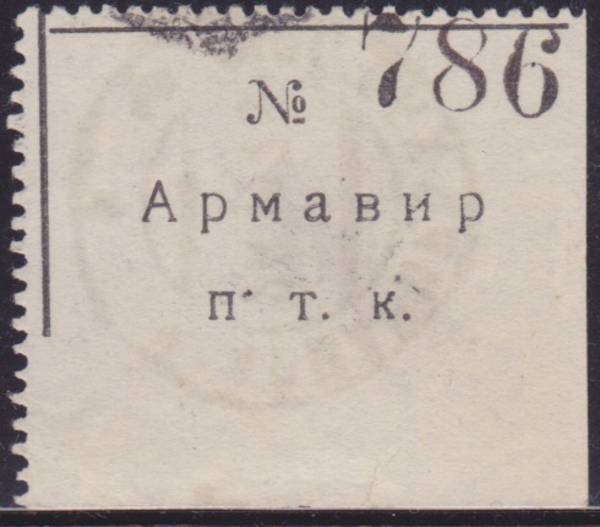 № 786
Армавир
п. т. к.